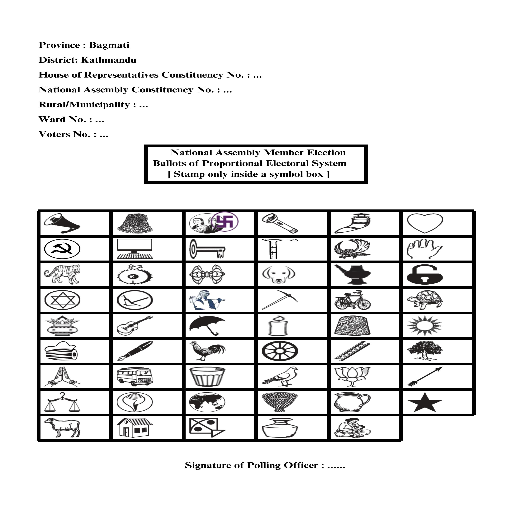 Province : Bagmati
District: Kathmandu
House of Representatives Constituency No. : ...
National Assembly Constituency No. : ...
Rural/Municipality : ...
Ward No. : ...
Voters No. : ...
National Assembly Member Election
Ballots of Proportional Electoral System
[ Stamp only inside a symbol box ]
Signature of Polling Officer : ......